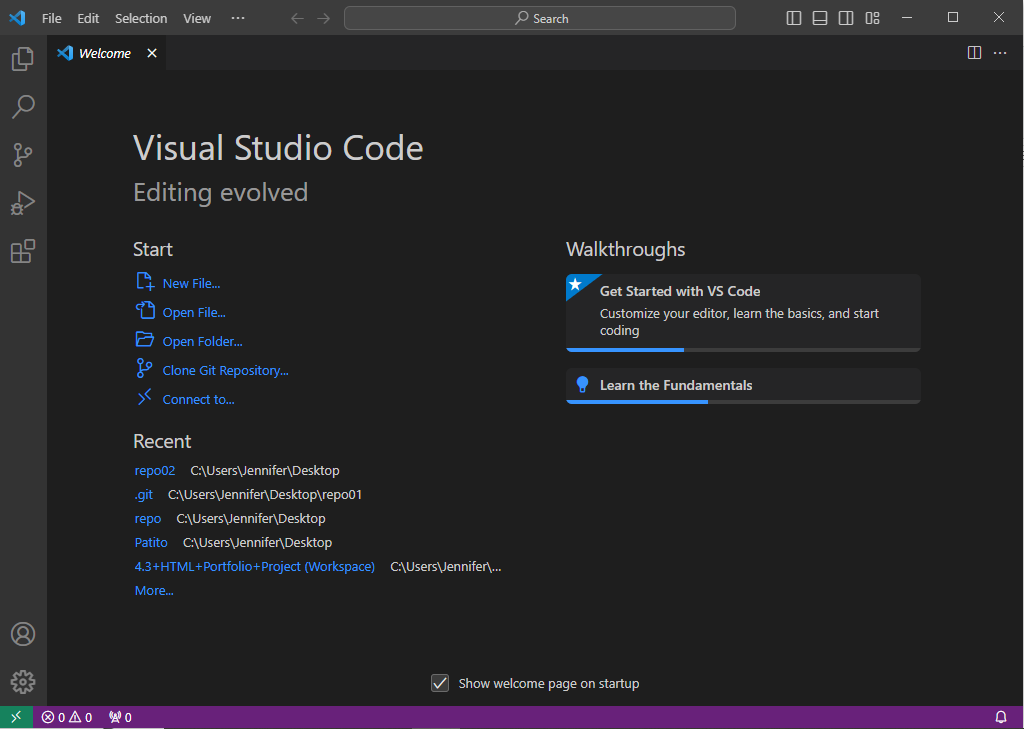 File Edit Selection View ··· Search
Welcome
Visual Studio Code
Editing evolved
Start
New File...
Open File...
Open Folder...
Clone Git Repository...
Connect to...
Recent
repo02 C:\Users\Jennifer\Desktop
.git C:\Users\Jennifer\Desktop\repo01
repo C:\Users\Jennifer\Desktop
Patito C:\Users\Jennifer\Desktop
4.3+HTML+Portfolio+Project (Workspace) C:\Users\Jennifer\...
More...
Walkthroughs
Get Started with VS Code
Customize your editor, learn the basics, and start
coding
Learn the Fundamentals
Show welcome page on startup
0 0 0